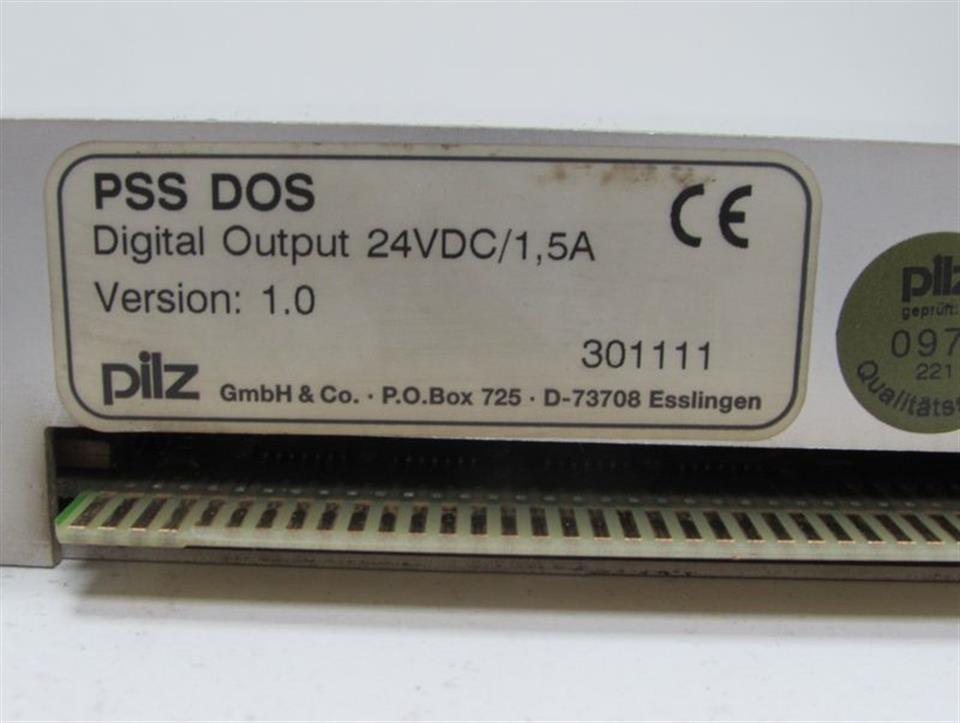 PSS DOS
Digital Output 24VDC/1,5A
CE
Version: 1.0
301111
pilz
GmbH & Co. · P.O.Box 725 · D-73708 Esslingen
pilz
geprüft:
097
221